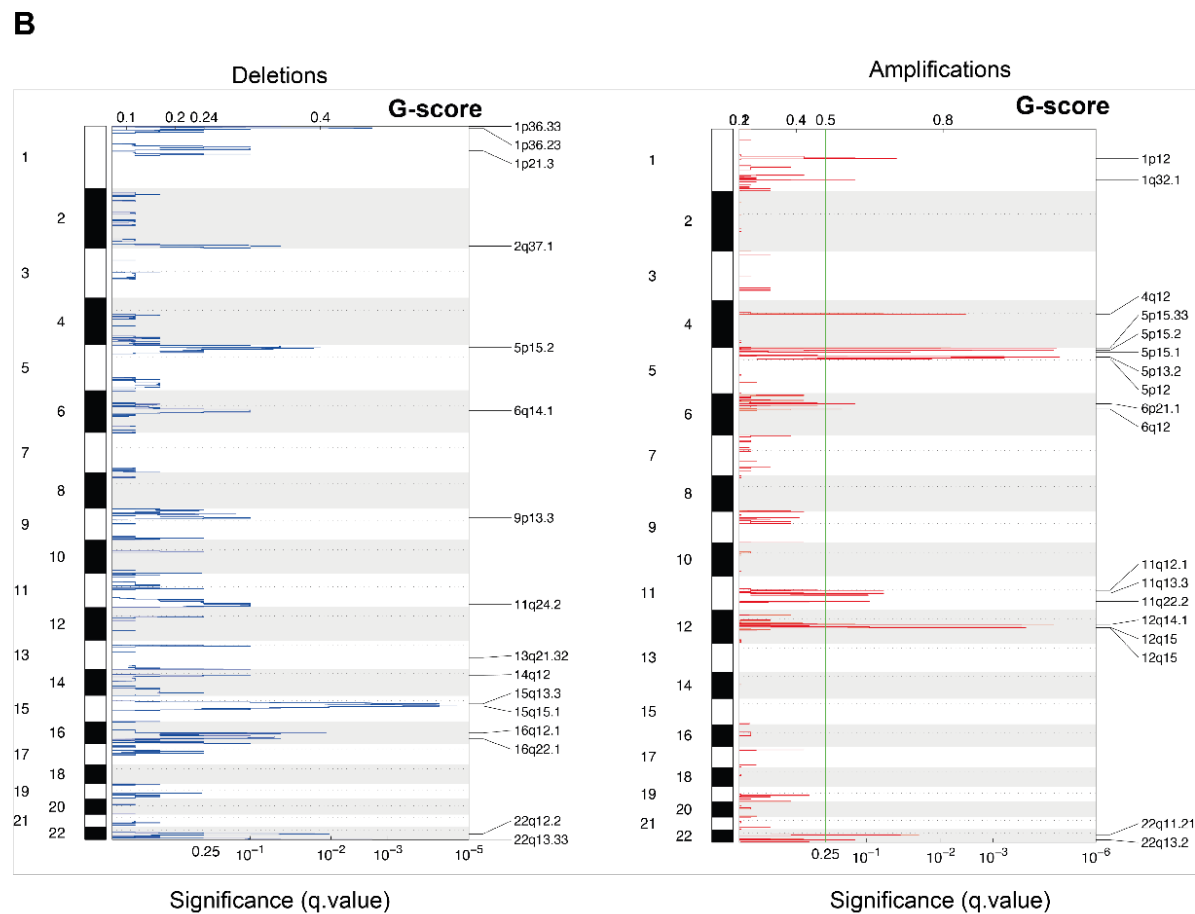 B
Deletions
G-score
0.1 0.2 0.24 0.4
1
2
3
4
5
6
7
8
9
10
11
12
13
14
15
16
17
18
19
20
21
22
1p36.33
1p36.23
1p21.3
2q37.1
5p15.2
6q14.1
9p13.3
11q24.2
13q21.32
14q12
15q13.3
15q15.1
16q12.1
16q22.1
22q12.2
22q13.33
0.25 10⁻¹ 10⁻² 10⁻³ 10⁻⁵
Significance (q.value)
Amplifications
G-score
0.4 0.5 0.8
1
2
3
4
5
6
7
8
9
10
11
12
13
14
15
16
17
18
19
20
21
22
1p12
1q32.1
4q12
5p15.33
5p15.2
5p15.1
5p13.2
5p12
6p21.1
6q12
11q12.1
11q13.3
11q22.2
12q14.1
12q15
12q15
22q11.21
22q13.2
0.25 10⁻¹ 10⁻² 10⁻³ 10⁻⁶
Significance (q.value)